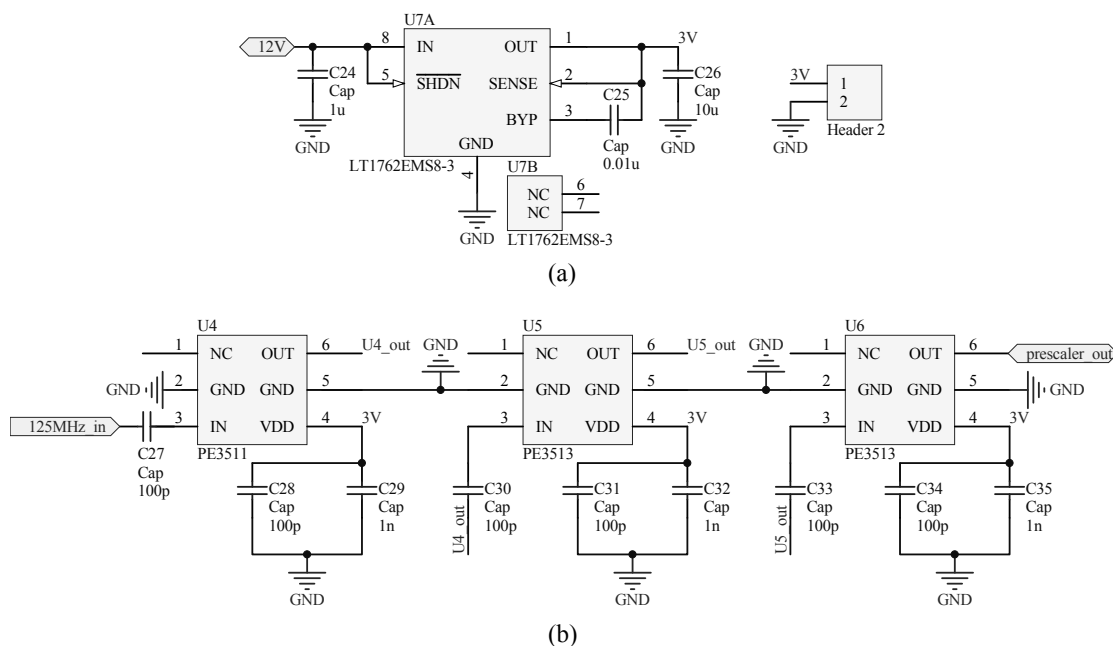 U7A
12V
8
IN
OUT
1
3V
C24
Cap
1u
5
SHDN
SENSE
2
C25
Cap
0.01u
BYP
3
C26
Cap
10u
GND
GND
GND
4
LT1762EMS8-3
GND
U7B
NC
6
NC
7
LT1762EMS8-3
3V
1
2
GND
Header 2
(a)
U4
1
NC
OUT
6
U4_out
GND
2
GND
GND
5
125MHz_in
3
IN
VDD
4
3V
PE3511
C27
Cap
100p
C28
Cap
100p
C29
Cap
1n
GND
GND
U5
1
NC
OUT
6
U5_out
2
GND
GND
5
3
IN
VDD
4
3V
PE3513
U4_out
C30
Cap
100p
C31
Cap
100p
C32
Cap
1n
GND
GND
U6
1
NC
OUT
6
prescaler_out
2
GND
GND
5
GND
3
IN
VDD
4
3V
PE3513
U5_out
C33
Cap
100p
C34
Cap
100p
C35
Cap
1n
GND
(b)